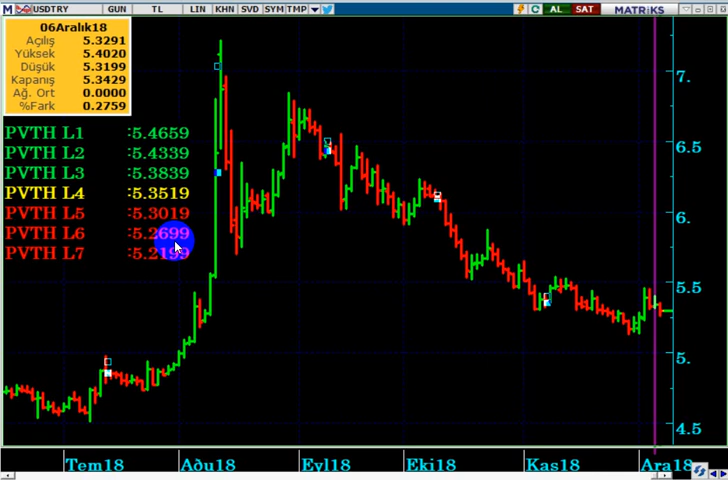 M USDTRY GUN TL LIN KHN SVD SYM TMP AL SAT MATRiKS
06Aralık18
Açılış 5.3291
Yüksek 5.4020
Düşük 5.3199
Kapanış 5.3429
Ağ. Ort 0.0000
%Fark 0.2759
PVTH L1 :5.4659
PVTH L2 :5.4339
PVTH L3 :5.3839
PVTH L4 :5.3519
PVTH L5 :5.3019
PVTH L6 :5.2699
PVTH L7 :5.2199
7.
6.5
6.
5.5
5.
4.5
Tem18 Aðu18 Eyl18 Eki18 Kas18 Ara18